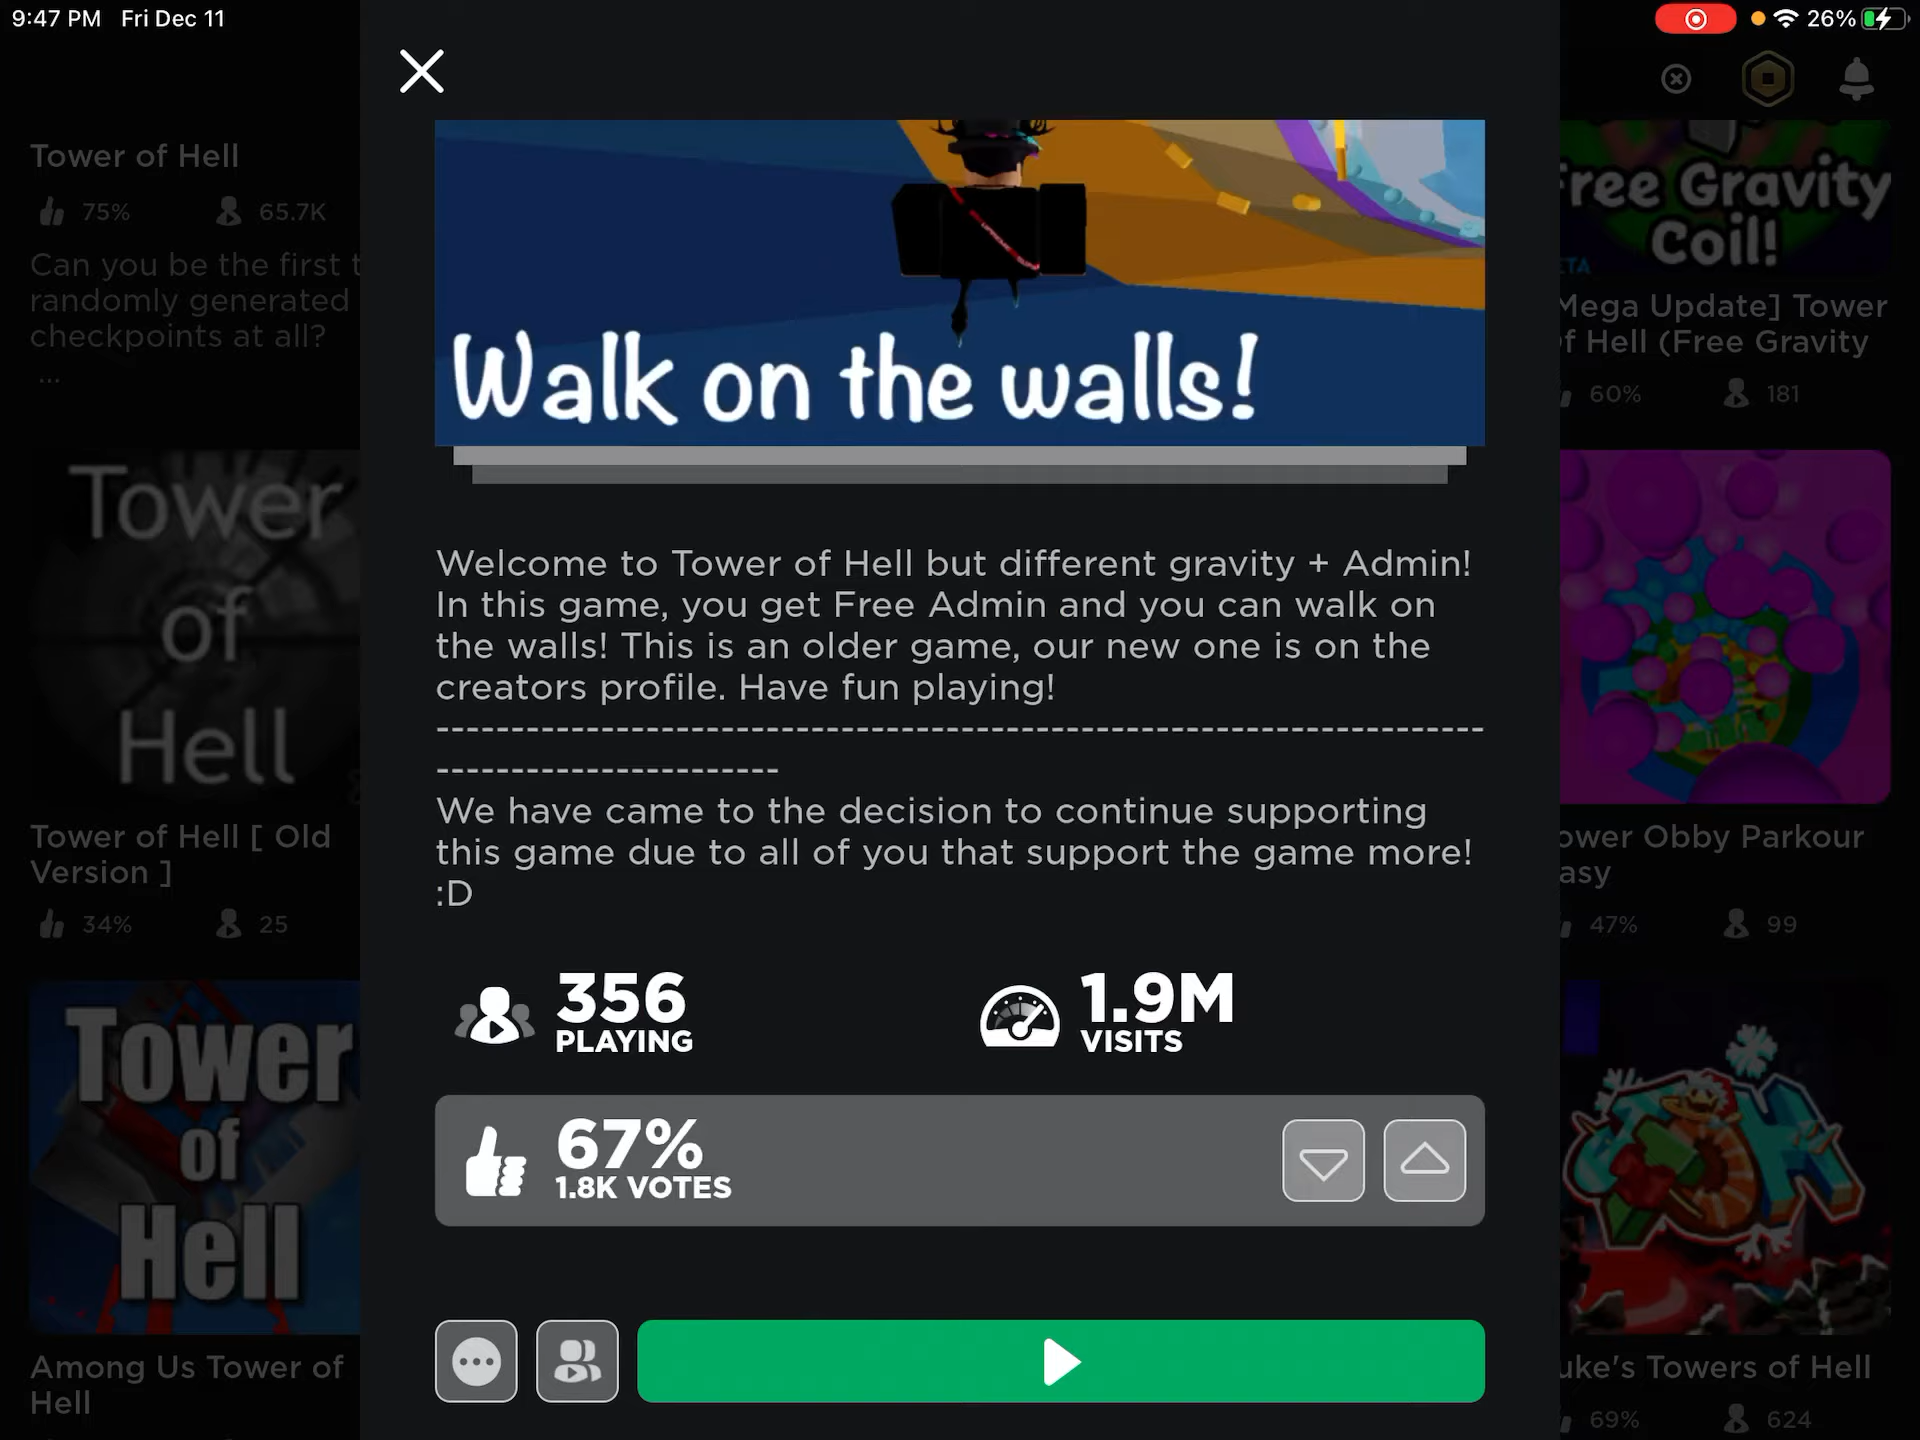 9:47 PM Fri Dec 11
26%
Tower of Hell
75% 65.7K
Can you be the first t
randomly generated
checkpoints at all?
...
Tower
of
Hell
Tower of Hell [ Old
Version ]
34% 25
Tower
of
Hell
Among Us Tower of
Hell
Walk on the walls!
Welcome to Tower of Hell but different gravity + Admin!
In this game, you get Free Admin and you can walk on
the walls! This is an older game, our new one is on the
creators profile. Have fun playing!
----------------------------------------------------------------------
-----------------------
We have came to the decision to continue supporting
this game due to all of you that support the game more!
:D
356
PLAYING
1.9M
VISITS
67%
1.8K VOTES
Free Gravity
Coil!
ETA
Mega Update] Tower
f Hell (Free Gravity
60% 181
ower Obby Parkour
asy
47% 99
uke's Towers of Hell
69% 624